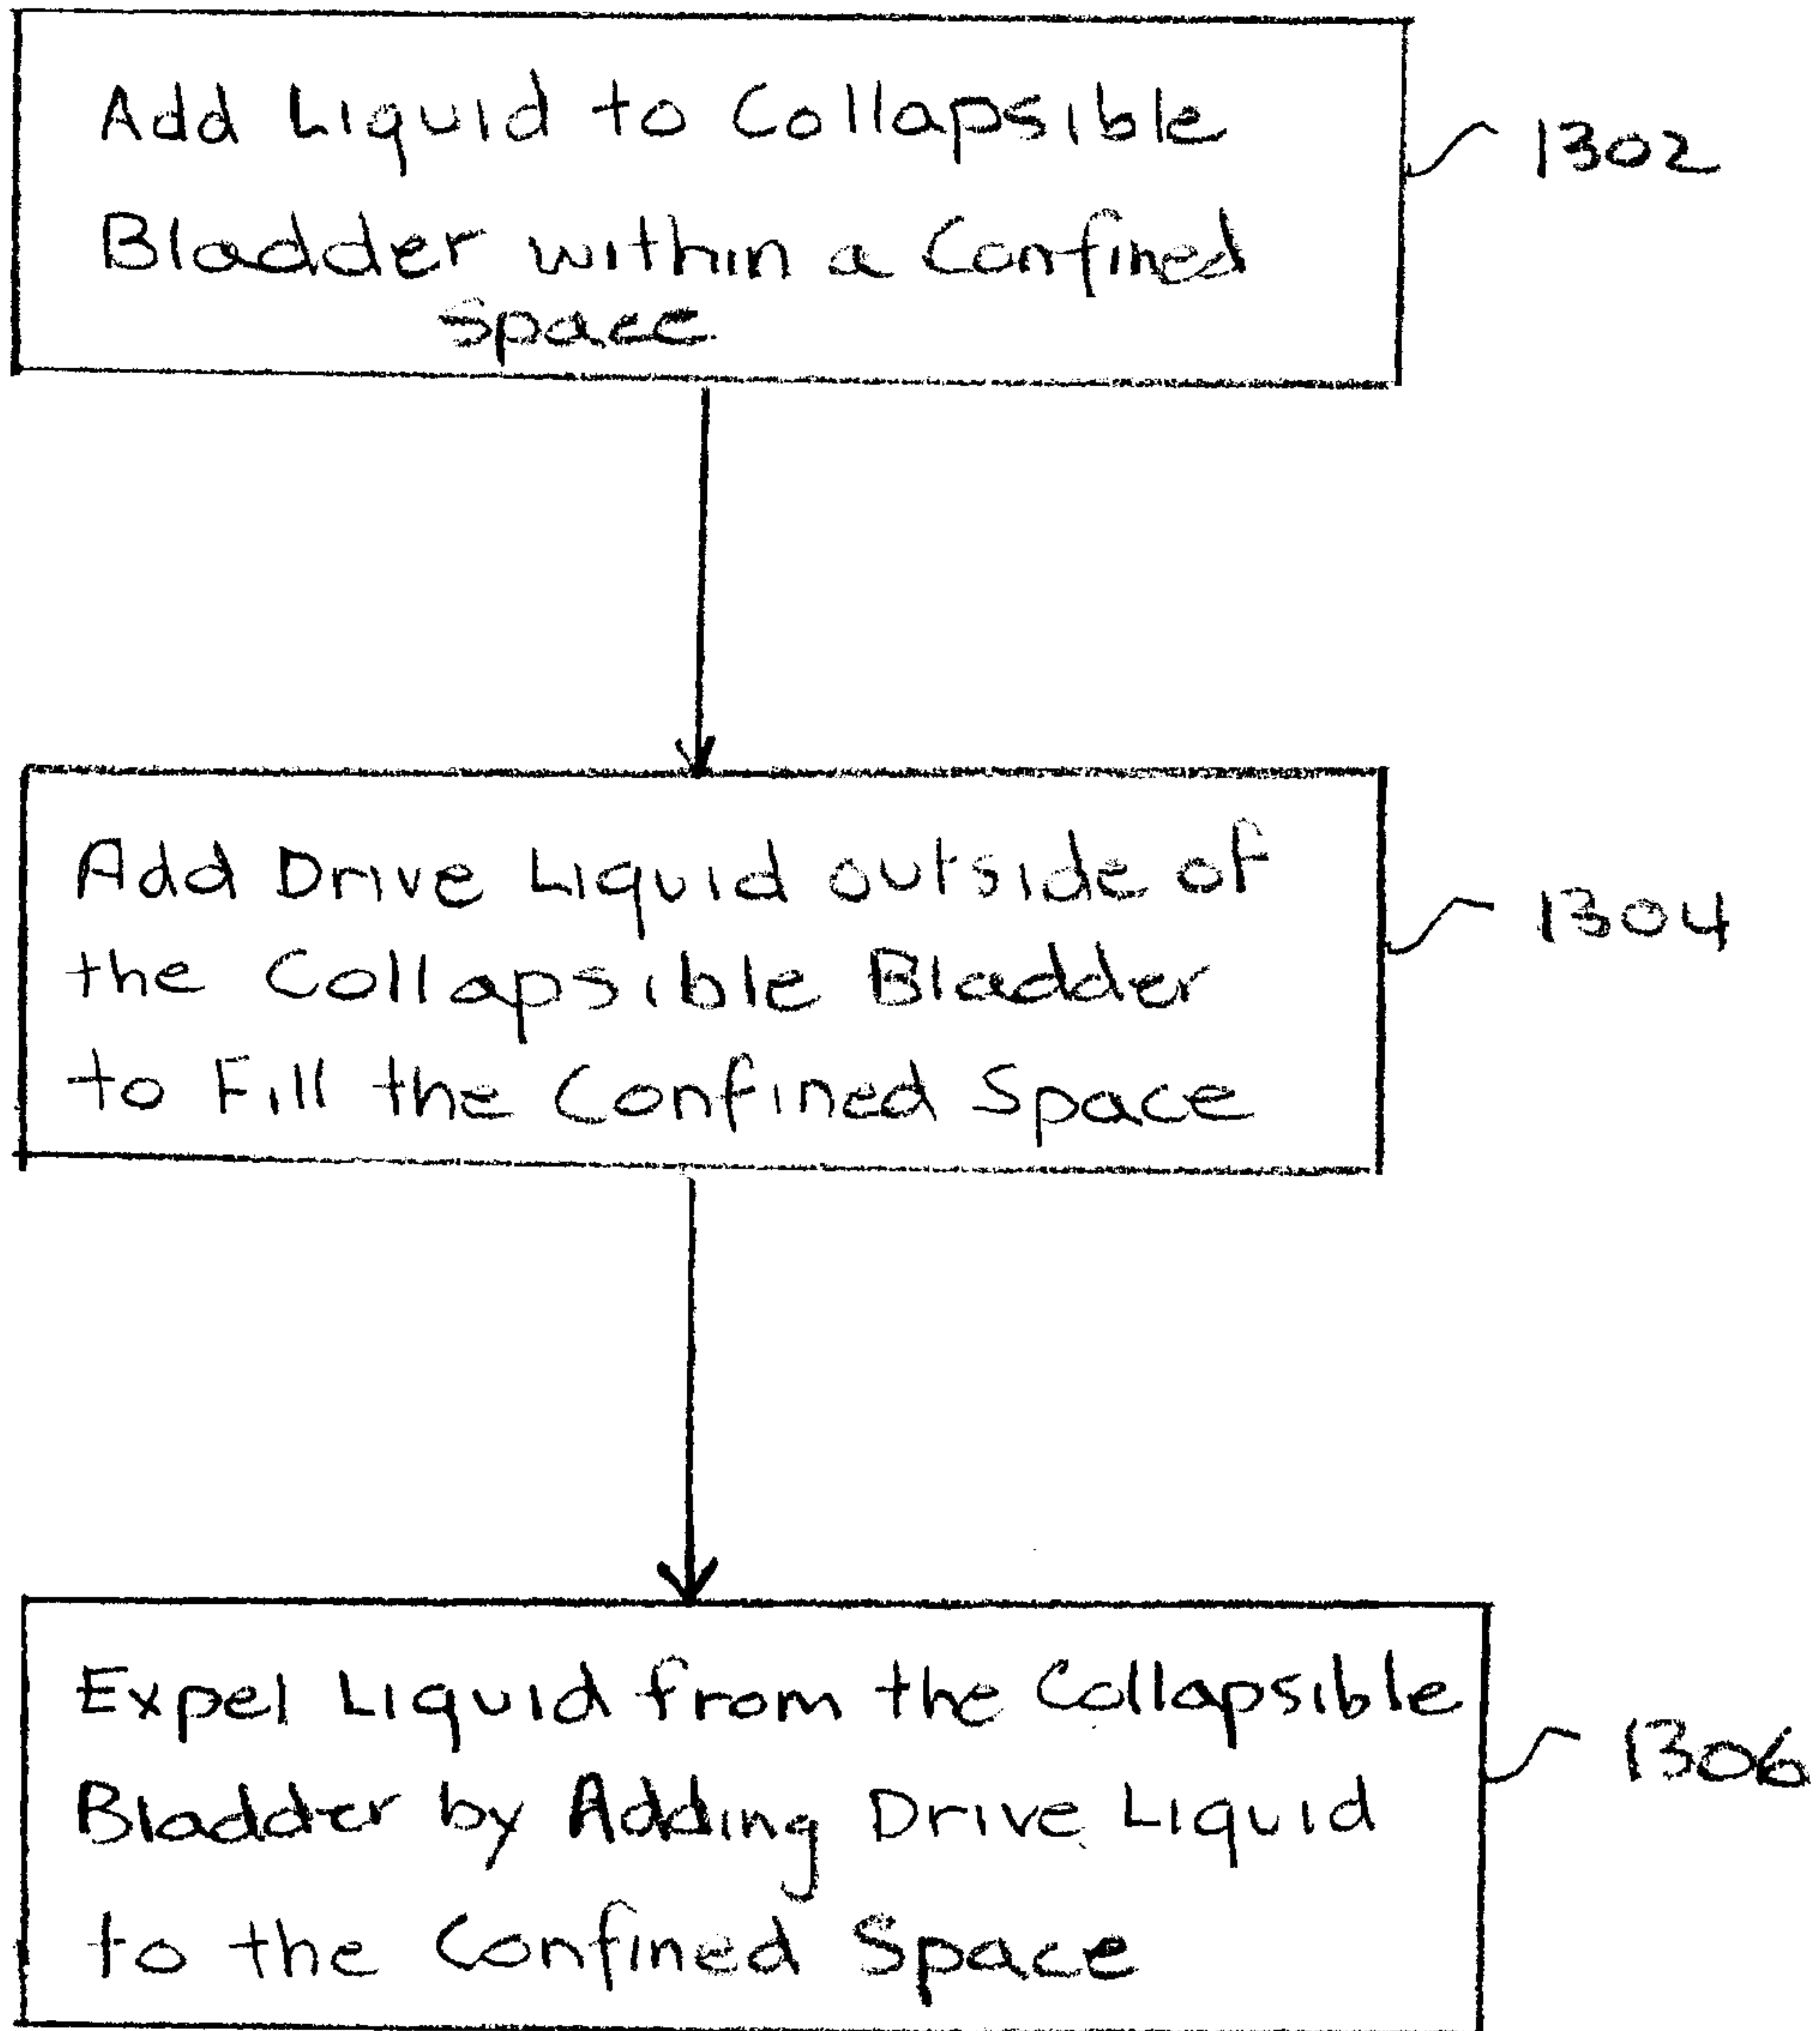 Add Liquid to Collapsible
1302
Bladder within a Confined
Space
Add Drive Liquid outside of
1304
the Collapsible Bladder
to Fill the Confined Space
Expel Liquid from the Collapsible
1306
Bladder by Adding Drive Liquid
to the Confined Space